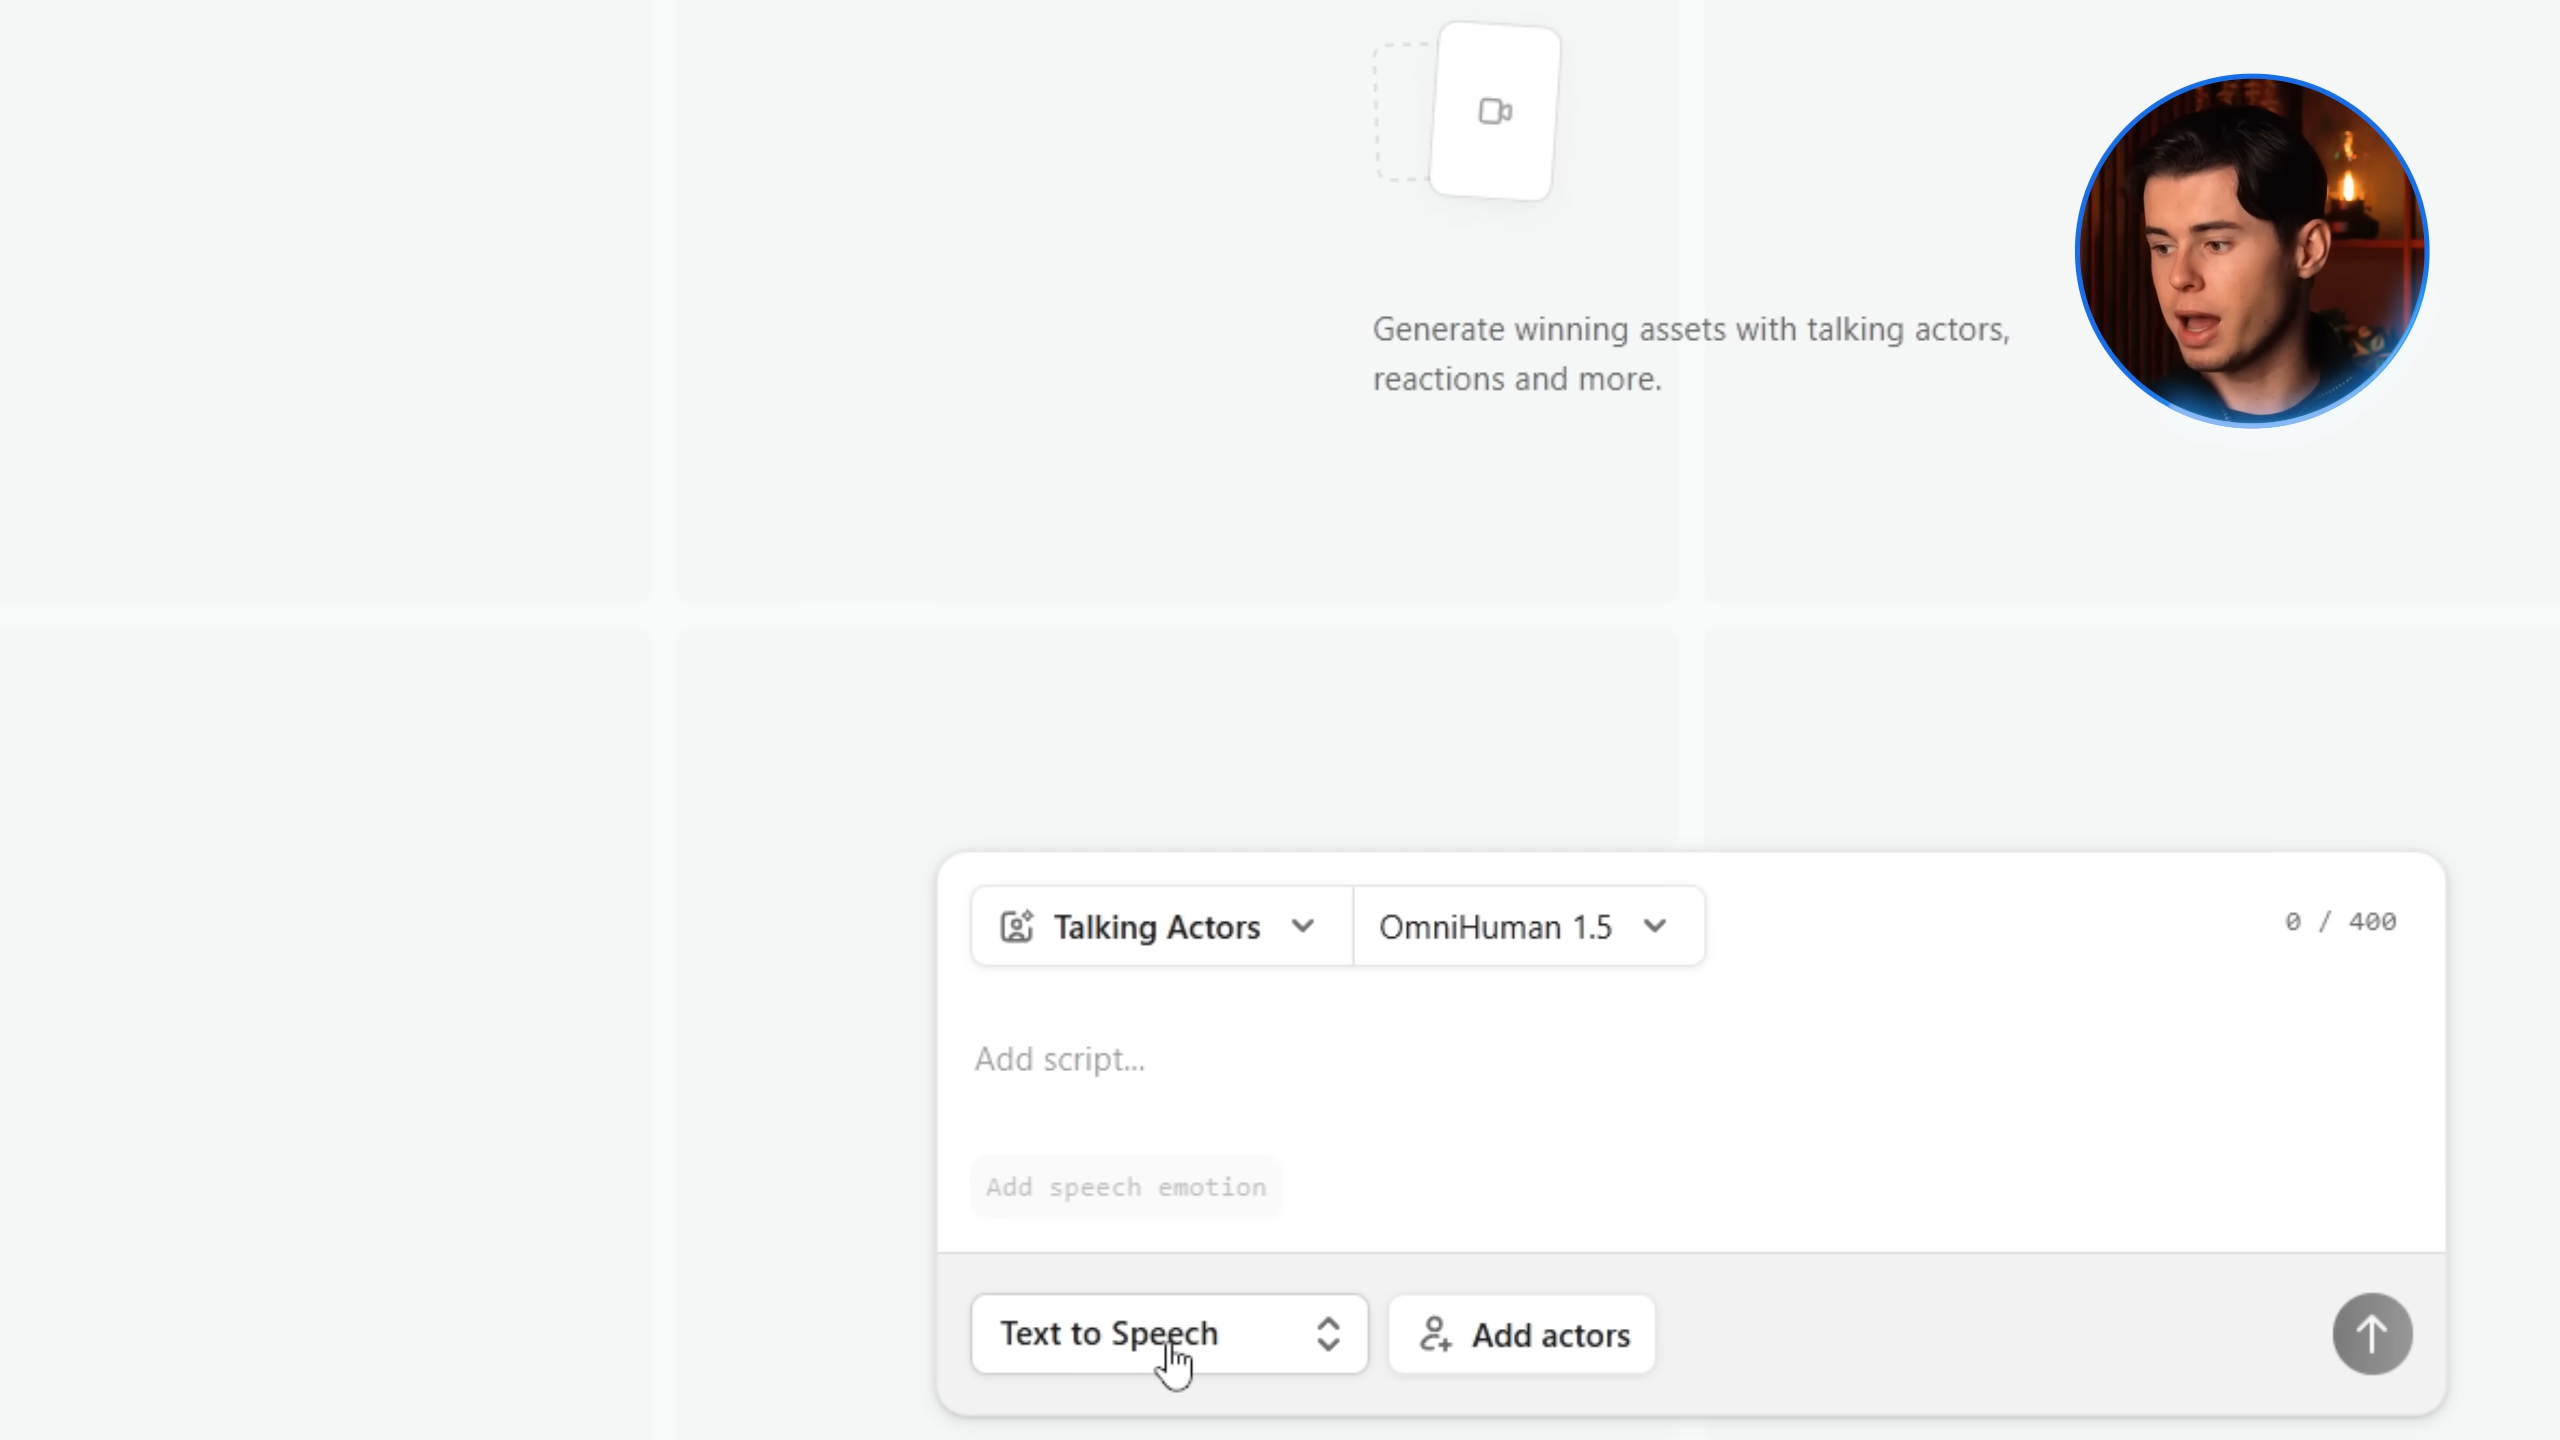 Generate winning assets with talking actors,
reactions and more.
Talking Actors
OmniHuman 1.5
0 / 400
Add script...
Add speech emotion
Text to Speech
Add actors